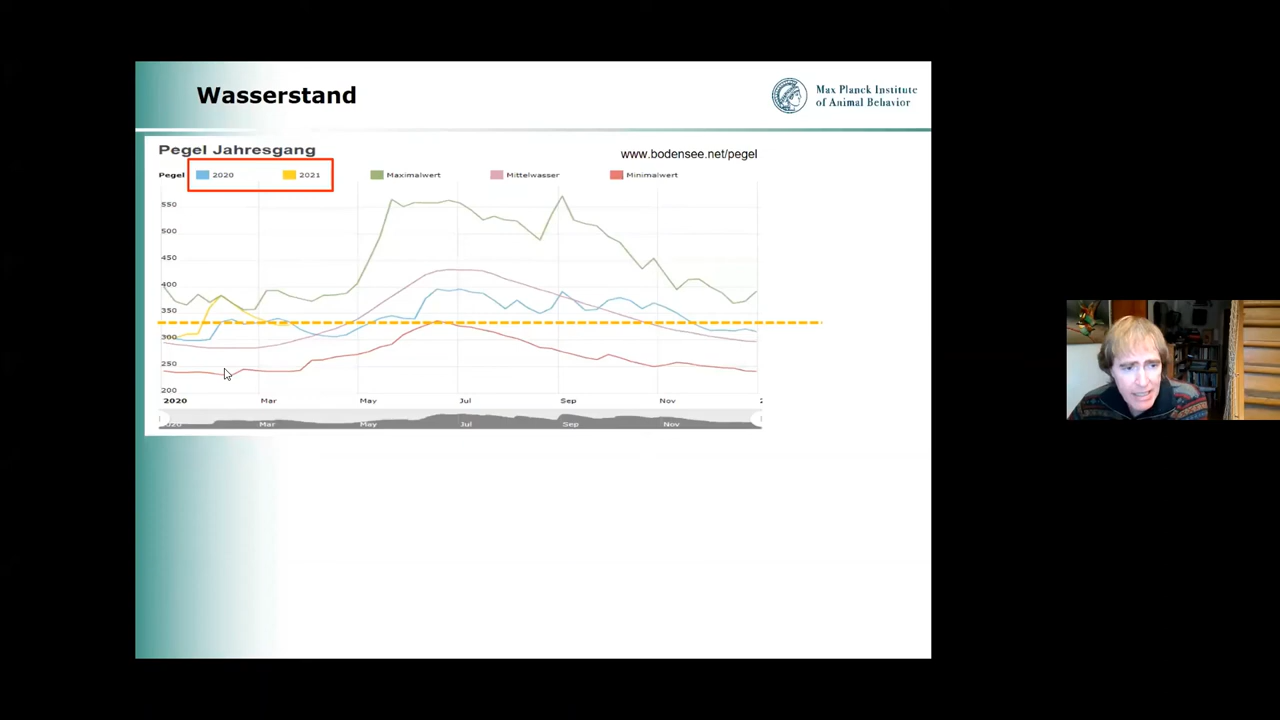 Wasserstand
Max Planck Institute
of Animal Behavior
Pegel Jahresgang
www.bodensee.net/pegel
Pegel 2020 2021 Maximalwert Mittelwasser Minimalwert
550
500
450
400
350
300
250
200
2020 Mar May Jul Sep Nov
Mar May Jul Sep Nov